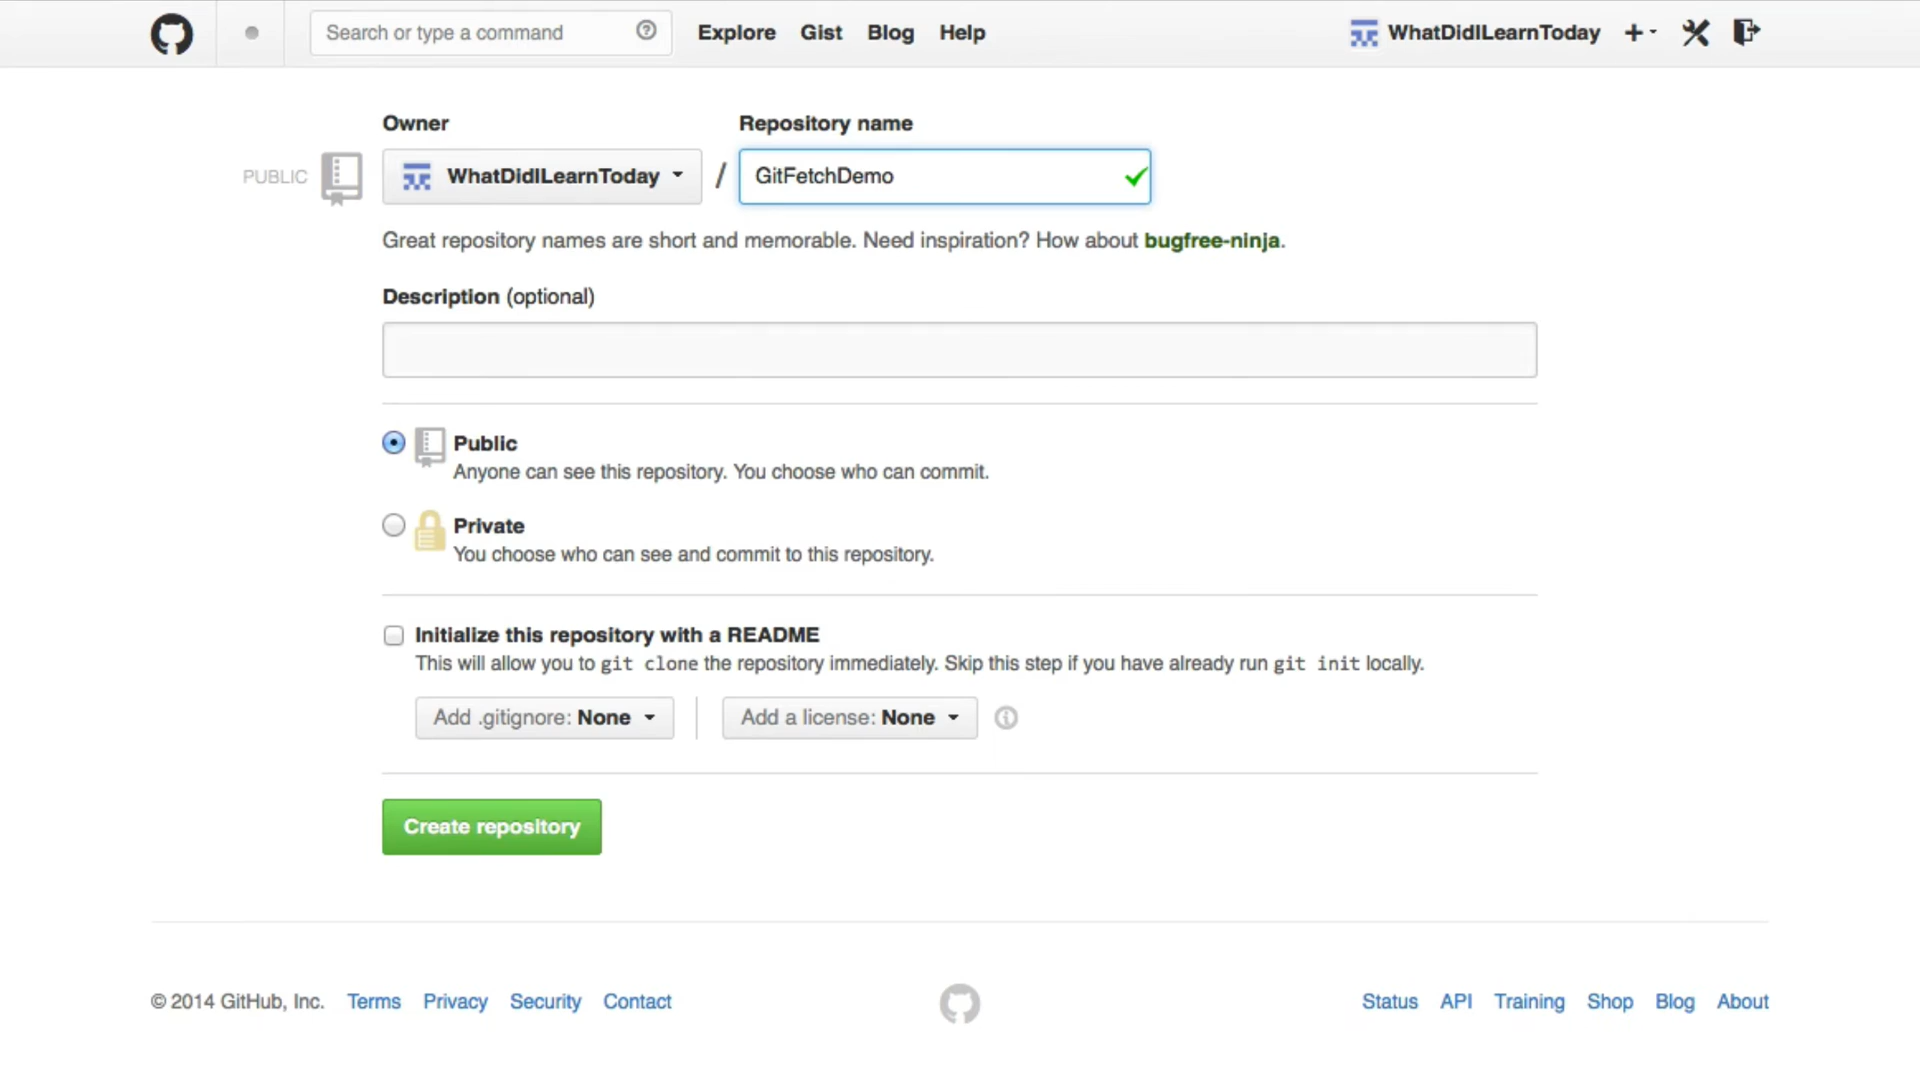 Search or type a command
Explore Gist Blog Help
WhatDidILearnToday
Owner
Repository name
PUBLIC
WhatDidILearnToday / GitFetchDemo
Great repository names are short and memorable. Need inspiration? How about bugfree-ninja.
Description (optional)
Public
Anyone can see this repository. You choose who can commit.
Private
You choose who can see and commit to this repository.
Initialize this repository with a README
This will allow you to git clone the repository immediately. Skip this step if you have already run git init locally.
Add .gitignore: None
Add a license: None
Create repository
© 2014 GitHub, Inc. Terms Privacy Security Contact
Status API Training Shop Blog About